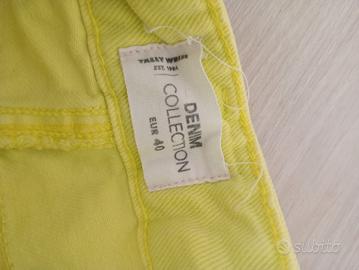 TALLY WEIJL
EST. 1984
DENIM
COLLECTION
EUR 40
subito